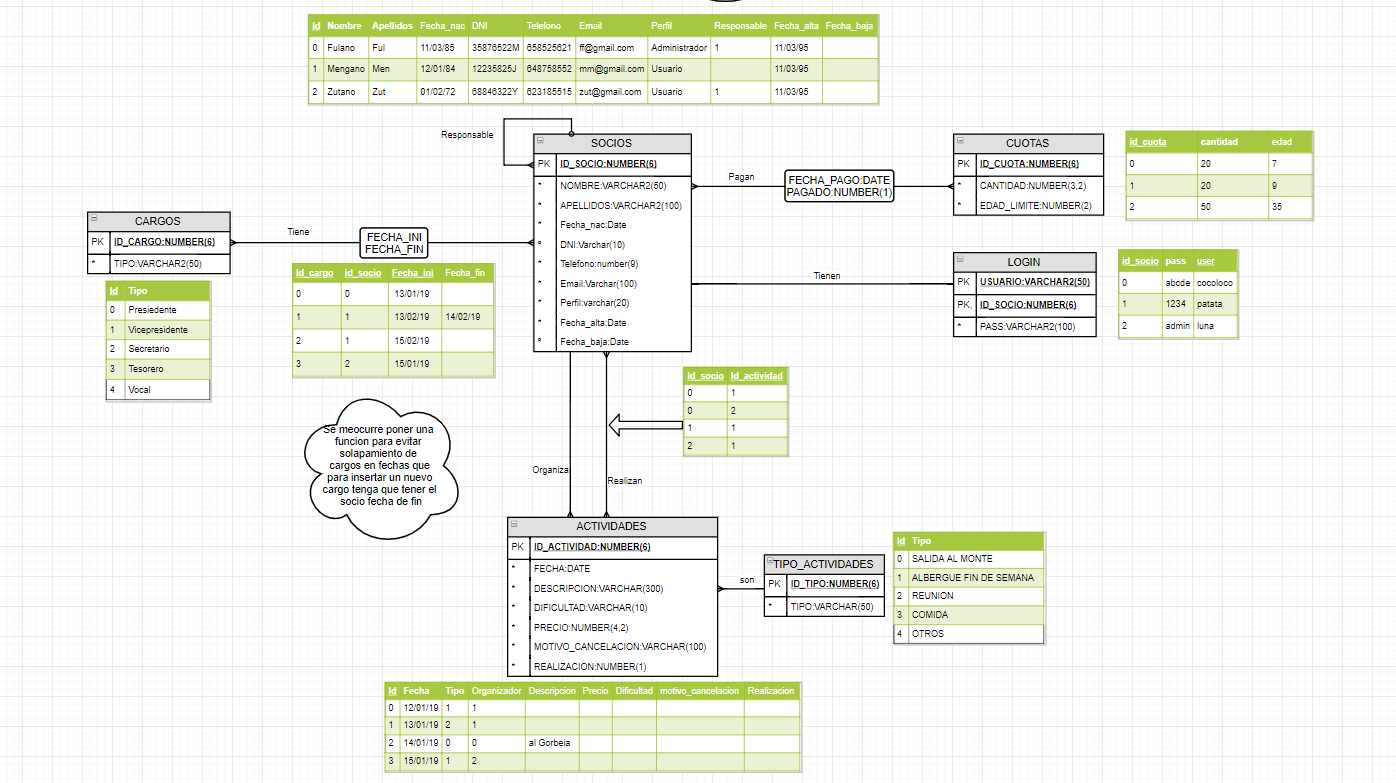 Id Nombre Apellidos Fecha_nac DNI Telefono Email Perfil Responsable Fecha_alta Fecha_baja
0 Fulano Ful 11/03/85 35876522M 658525621 ff@gmail.com Administrador 1 11/03/95
1 Mengano Men 12/01/84 12235825J 648758552 mm@gmail.com Usuario 11/03/95
2 Zutano Zut 01/02/72 68846322Y 623185515 zut@gmail.com Usuario 1 11/03/95
Responsable
SOCIOS
PK ID_SOCIO:NUMBER(6)
* NOMBRE:VARCHAR2(50)
* APELLIDOS:VARCHAR2(100)
* Fecha_nac:Date
º DNI:Varchar(10)
* Telefono:number(9)
* Email:Varchar(100)
* Perfil:varchar(20)
* Fecha_alta:Date
º Fecha_baja:Date
Pagan
FECHA_PAGO:DATE
PAGADO:NUMBER(1)
CUOTAS
PK ID_CUOTA:NUMBER(6)
* CANTIDAD:NUMBER(3,2)
* EDAD_LIMITE:NUMBER(2)
id_cuota cantidad edad
0 20 7
1 20 9
2 50 35
CARGOS
PK ID_CARGO:NUMBER(6)
* TIPO:VARCHAR2(50)
Tiene
FECHA_INI
FECHA_FIN
Id Tipo
0 Presiedente
1 Vicepresidente
2 Secretario
3 Tesorero
4 Vocal
Id_cargo id_socio Fecha_ini Fecha_fin
0 0 13/01/19
1 1 13/02/19 14/02/19
2 1 15/02/19
3 2 15/01/19
Tienen
LOGIN
PK USUARIO:VARCHAR2(50)
PK, ID_SOCIO:NUMBER(6)
* PASS:VARCHAR2(100)
id_socio pass user
0 abcde cocoloco
1 1234 patata
2 admin luna
Se meocurre poner una
funcion para evitar
solapamiento de
cargos en fechas que
para insertar un nuevo
cargo tenga que tener el
socio fecha de fin
Id_socio Id_actividad
0 1
0 2
1 1
2 1
Organiza
Realizan
ACTIVIDADES
PK ID_ACTIVIDAD:NUMBER(6)
* FECHA:DATE
* DESCRIPCION:VARCHAR(300)
* DIFICULTAD:VARCHAR(10)
* PRECIO:NUMBER(4,2)
* MOTIVO_CANCELACION:VARCHAR(100)
* REALIZACION:NUMBER(1)
son
TIPO_ACTIVIDADES
PK ID_TIPO:NUMBER(6)
* TIPO:VARCHAR(50)
Id Tipo
0 SALIDA AL MONTE
1 ALBERGUE FIN DE SEMANA
2 REUNION
3 COMIDA
4 OTROS
Id Fecha Tipo Organizador Descripcion Precio Dificultad motivo_cancelacion Realizacion
0 12/01/19 1 1
1 13/01/19 2 1
2 14/01/19 0 0 al Gorbeia
3 15/01/19 1 2